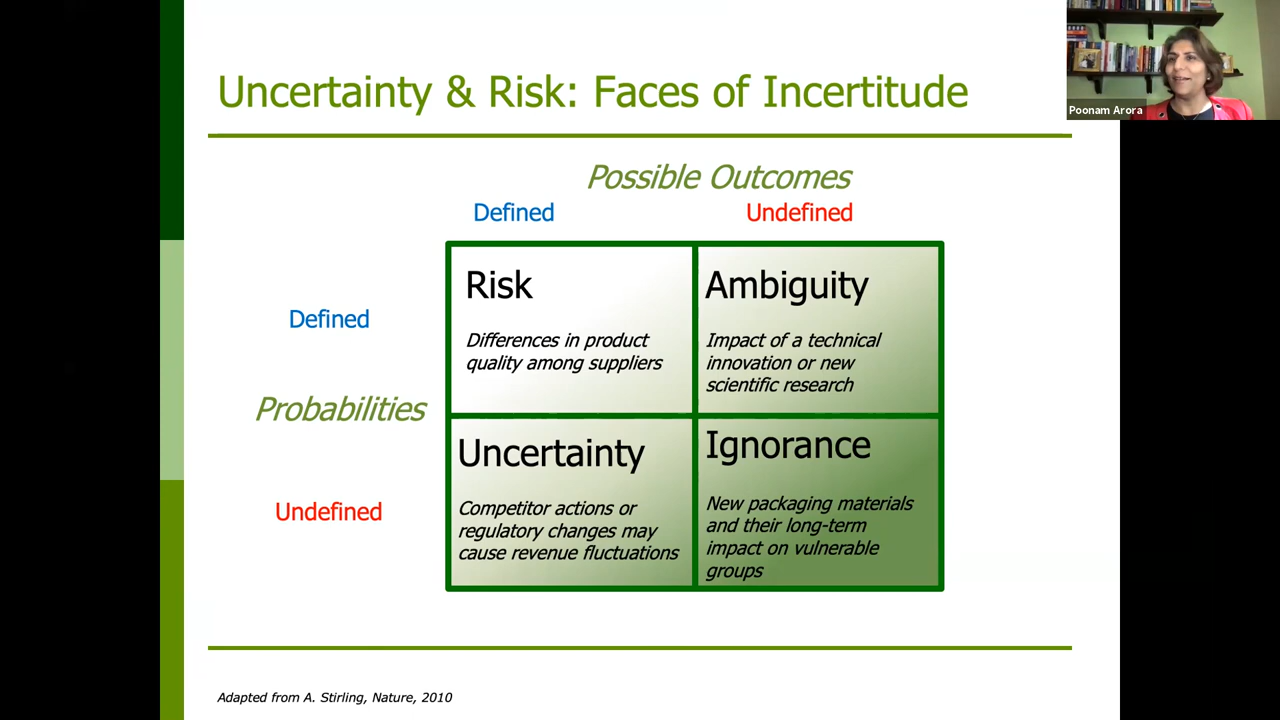 Uncertainty & Risk: Faces of Incertitude
Poonam Arora
Possible Outcomes
Defined
Undefined
Risk
Differences in product
quality among suppliers
Ambiguity
Impact of a technical
innovation or new
scientific research
Defined
Probabilities
Undefined
Uncertainty
Competitor actions or
regulatory changes may
cause revenue fluctuations
Ignorance
New packaging materials
and their long-term
impact on vulnerable
groups
Adapted from A. Stirling, Nature, 2010